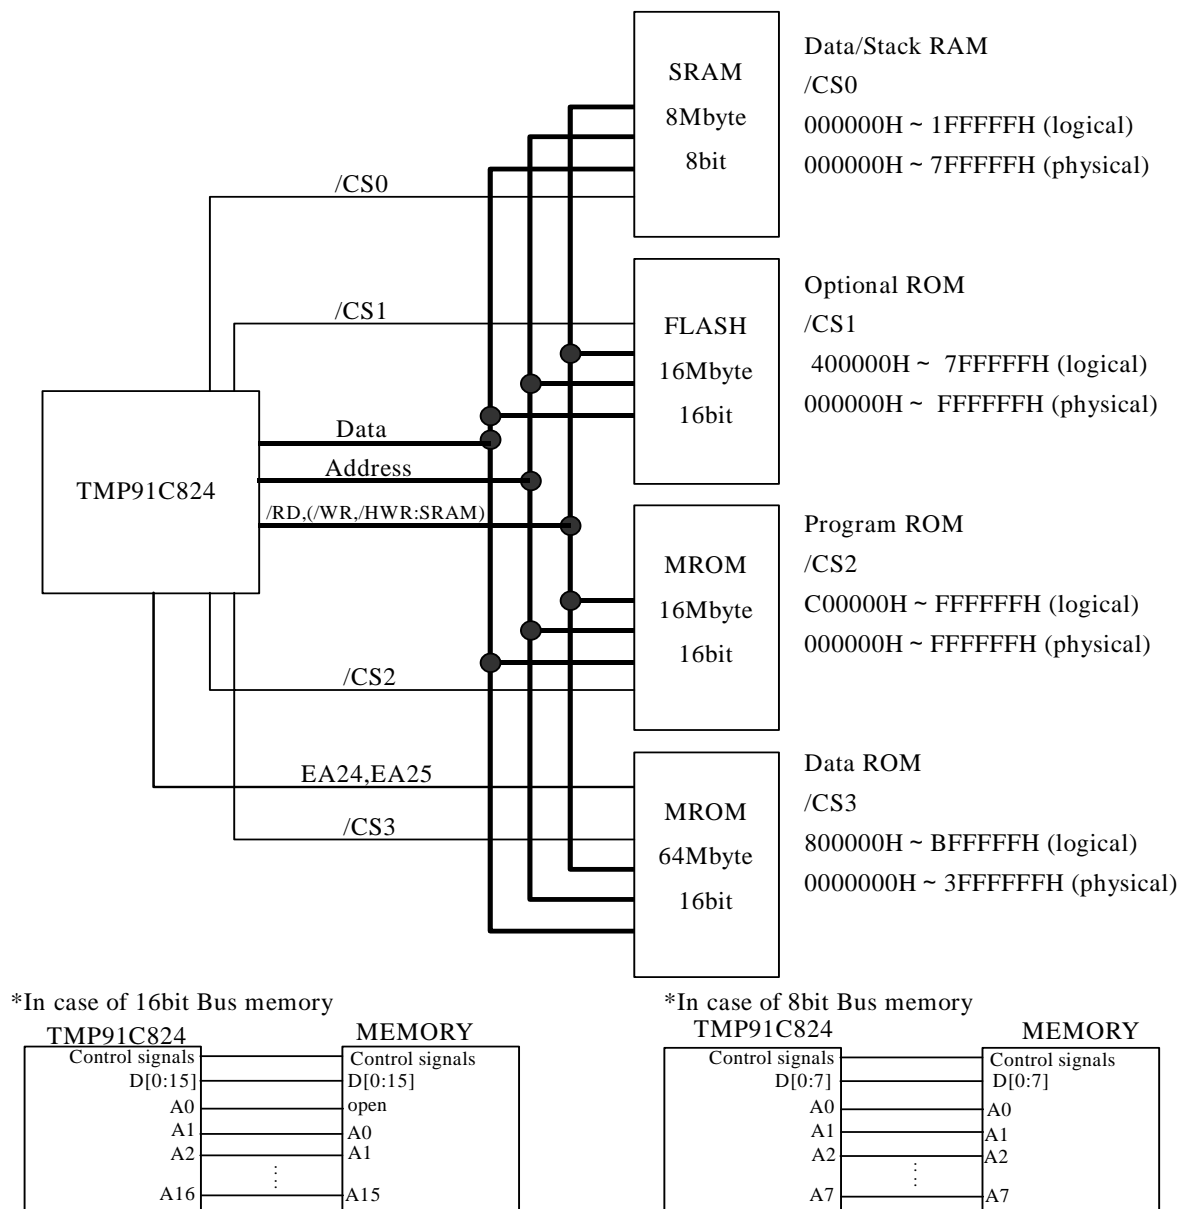 SRAM
8Mbyte
8bit
Data/Stack RAM
/CS0
000000H ~ 1FFFFFH (logical)
000000H ~ 7FFFFFH (physical)
/CS0
/CS1
FLASH
16Mbyte
16bit
Optional ROM
/CS1
400000H ~ 7FFFFFH (logical)
000000H ~ FFFFFFH (physical)
TMP91C824
Data
Address
/RD,(/WR,/HWR:SRAM)
MROM
16Mbyte
16bit
Program ROM
/CS2
C00000H ~ FFFFFFH (logical)
000000H ~ FFFFFFH (physical)
/CS2
EA24,EA25
/CS3
MROM
64Mbyte
16bit
Data ROM
/CS3
800000H ~ BFFFFFH (logical)
0000000H ~ 3FFFFFFH (physical)
*In case of 16bit Bus memory
TMP91C824 MEMORY
Control signals Control signals
D[0:15] D[0:15]
A0 open
A1 A0
A2 A1
A16 A15
*In case of 8bit Bus memory
TMP91C824 MEMORY
Control signals Control signals
D[0:7] D[0:7]
A0 A0
A1 A1
A2 A2
A7 A7